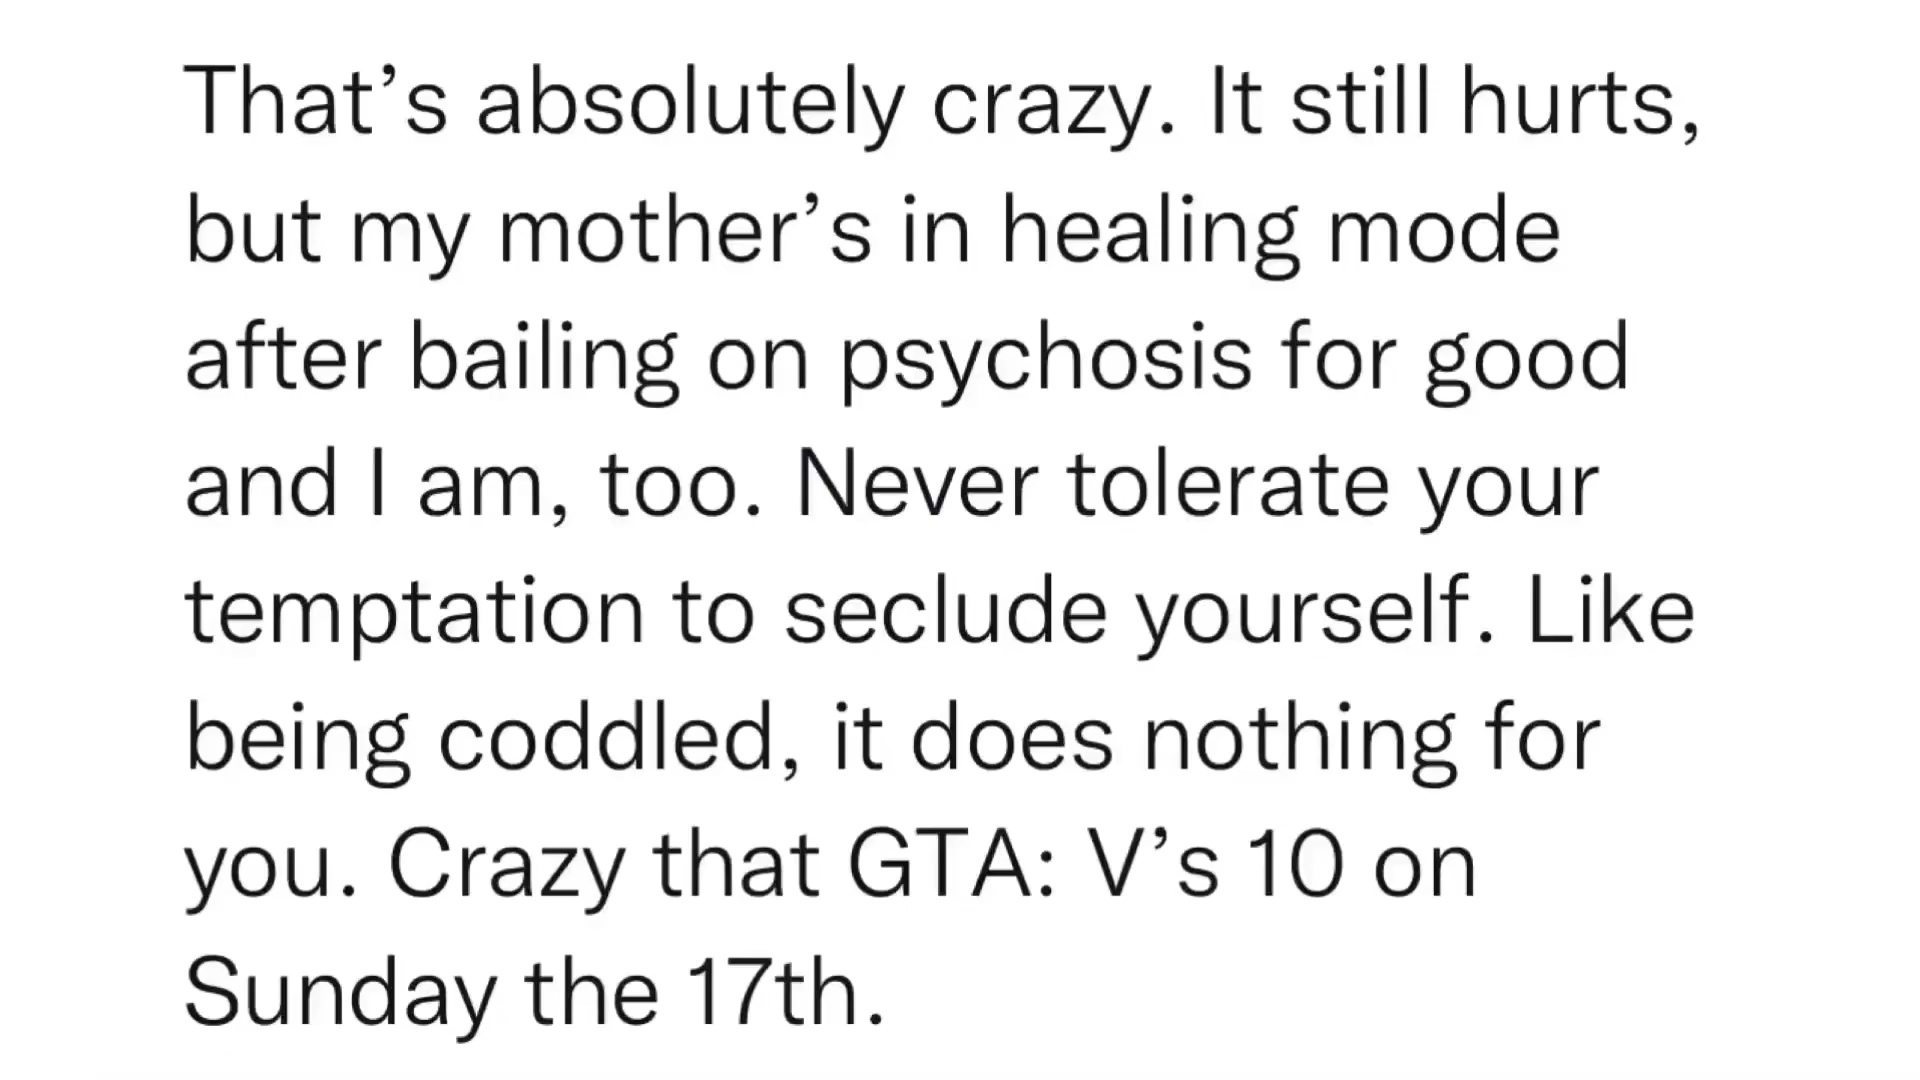 That’s absolutely crazy. It still hurts,
but my mother’s in healing mode
after bailing on psychosis for good
and I am, too. Never tolerate your
temptation to seclude yourself. Like
being coddled, it does nothing for
you. Crazy that GTA: V’s 10 on
Sunday the 17th.